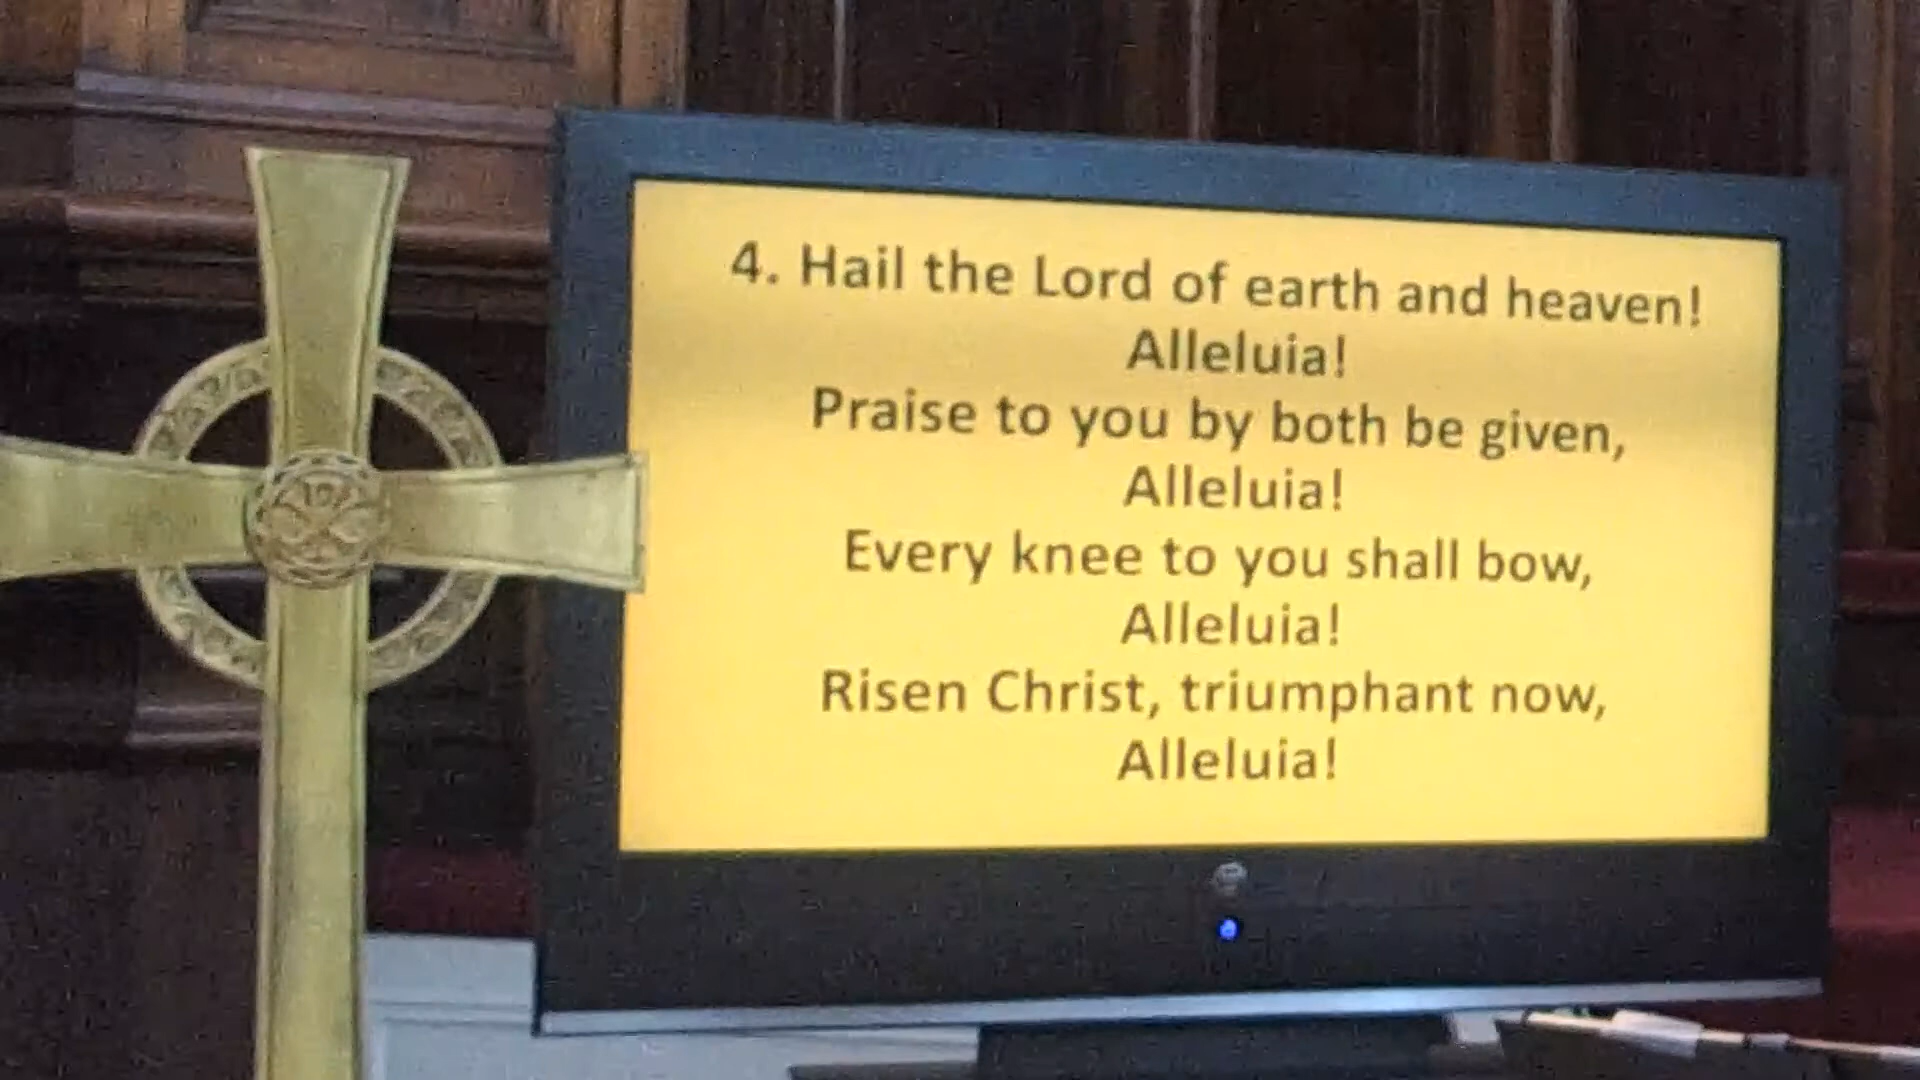 4. Hail the Lord of earth and heaven!
Alleluia!
Praise to you by both be given,
Alleluia!
Every knee to you shall bow,
Alleluia!
Risen Christ, triumphant now,
Alleluia!